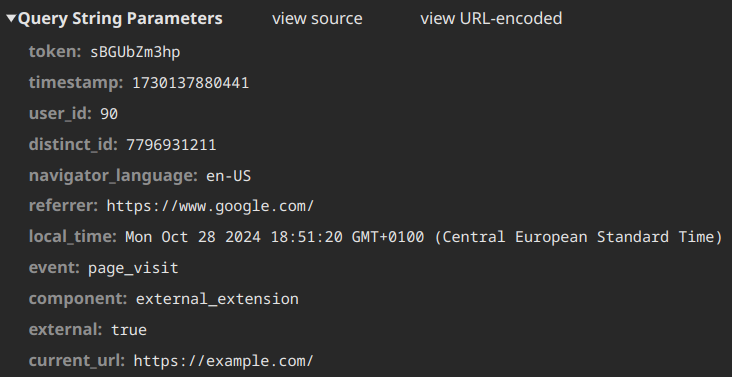 ▼Query String Parameters view source view URL-encoded
token: sBGUbZm3hp
timestamp: 1730137880441
user_id: 90
distinct_id: 7796931211
navigator_language: en-US
referrer: https://www.google.com/
local_time: Mon Oct 28 2024 18:51:20 GMT+0100 (Central European Standard Time)
event: page_visit
component: external_extension
external: true
current_url: https://example.com/